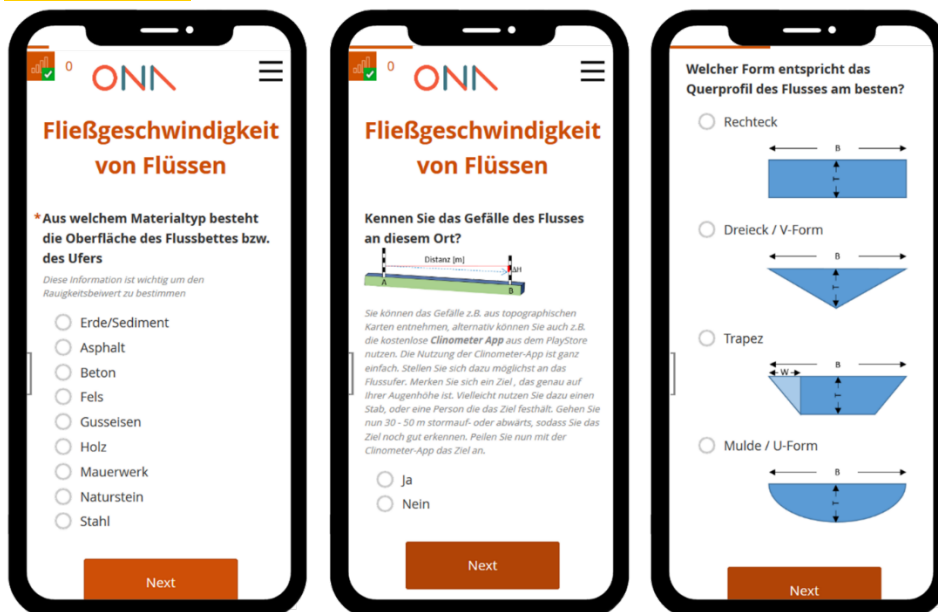 0
ONA
Fließgeschwindigkeit
von Flüssen
*Aus welchem Materialtyp besteht
die Oberfläche des Flussbettes bzw.
des Ufers
Diese Information ist wichtig um den
Rauigkeitsbeiwert zu bestimmen
Erde/Sediment
Asphalt
Beton
Fels
Gusseisen
Holz
Mauerwerk
Naturstein
Stahl
Next
0
ONA
Fließgeschwindigkeit
von Flüssen
Kennen Sie das Gefälle des Flusses
an diesem Ort?
Distanz [m]
ΔH
A
B
Sie können das Gefälle z.B. aus topographischen
Karten entnehmen, alternativ können Sie auch z.B.
die kostenlose Clinometer App aus dem PlayStore
nutzen. Die Nutzung der Clinometer-App ist ganz
einfach. Stellen Sie sich dazu möglichst an das
Flussufer. Merken Sie sich ein Ziel , das genau auf
Ihrer Augenhöhe ist. Vielleicht nutzen Sie dazu einen
Stab, oder eine Person die das Ziel festhält. Gehen Sie
nun 30 - 50 m stormauf- oder abwärts, sodass Sie das
Ziel noch gut erkennen. Peilen Sie nun mit der
Clinometer-App das Ziel an.
Ja
Nein
Next
Welcher Form entspricht das
Querprofil des Flusses am besten?
Rechteck
B
T
Dreieck / V-Form
B
T
Trapez
B
W
T
Mulde / U-Form
B
T
Next